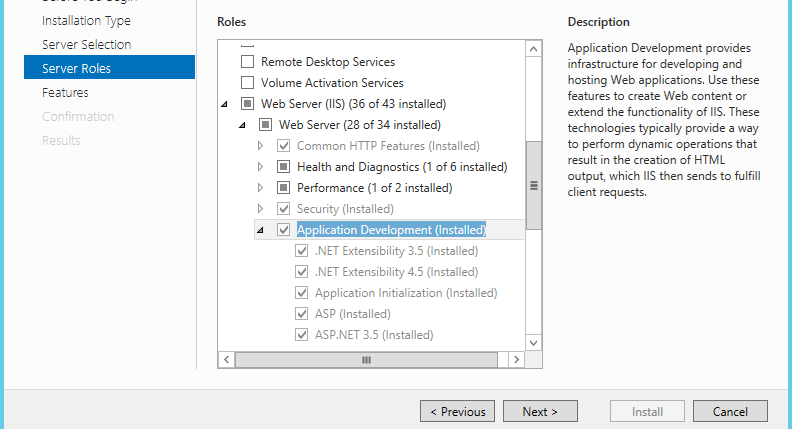 Installation Type
Server Selection
Server Roles
Features
Confirmation
Results
Roles
Remote Desktop Services
Volume Activation Services
Web Server (IIS) (36 of 43 installed)
Web Server (28 of 34 installed)
Common HTTP Features (Installed)
Health and Diagnostics (1 of 6 installed)
Performance (1 of 2 installed)
Security (Installed)
Application Development (Installed)
.NET Extensibility 3.5 (Installed)
.NET Extensibility 4.5 (Installed)
Application Initialization (Installed)
ASP (Installed)
ASP.NET 3.5 (Installed)
Description
Application Development provides
infrastructure for developing and
hosting Web applications. Use these
features to create Web content or
extend the functionality of IIS. These
technologies typically provide a way
to perform dynamic operations that
result in the creation of HTML
output, which IIS then sends to fulfill
client requests.
< Previous
Next >
Install
Cancel